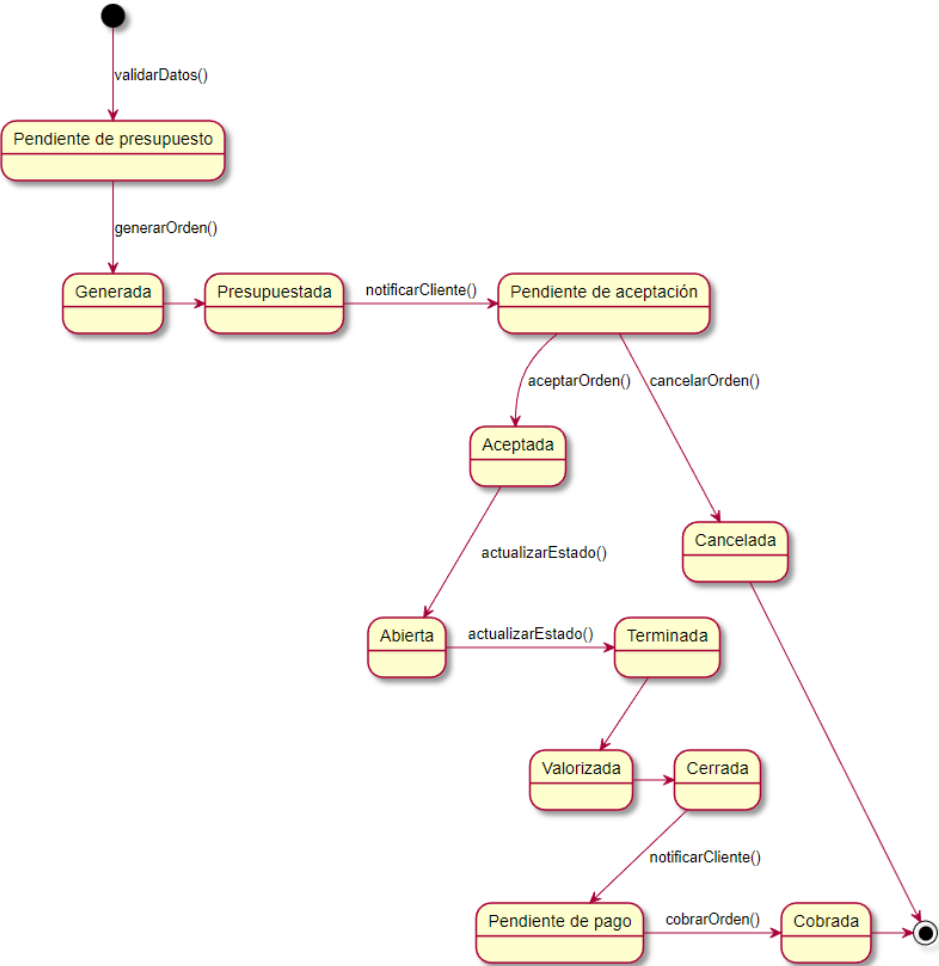 validarDatos()
Pendiente de presupuesto
generarOrden()
Generada
Presupuestada
notificarCliente()
Pendiente de aceptación
aceptarOrden()
cancelarOrden()
Aceptada
Cancelada
actualizarEstado()
Abierta
actualizarEstado()
Terminada
Valorizada
Cerrada
notificarCliente()
Pendiente de pago
cobrarOrden()
Cobrada